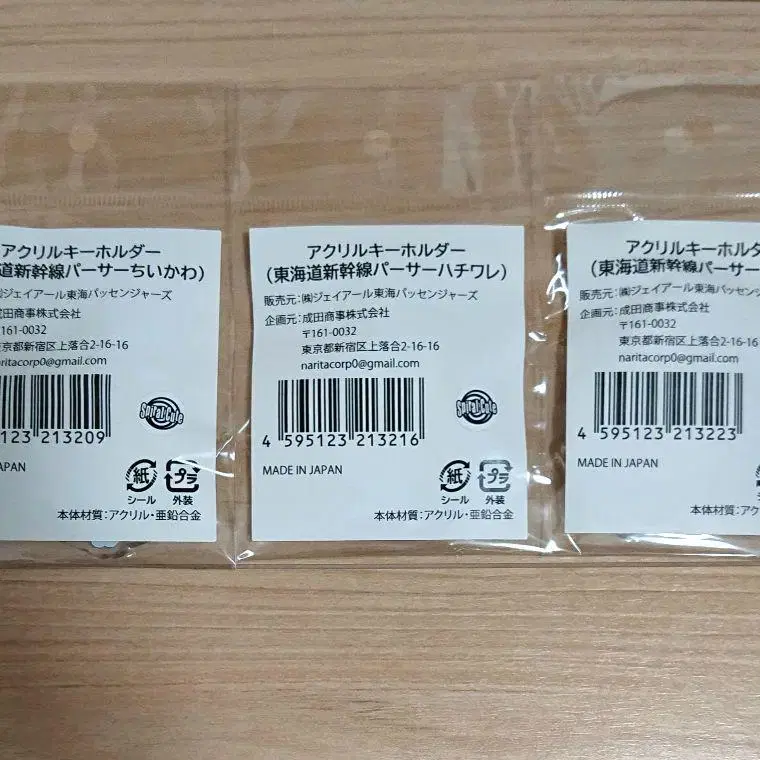 アクリルキーホルダー
道新幹線パーサーちいかわ）
㈱ジェイアール東海パッセンジャーズ
成田商事株式会社
〒161-0032
東京都新宿区上落合2-16-16
naritacorp0@gmail.com
123 213209
Spiral Cute
JAPAN
紙
シール
プラ
外装
本体材質：アクリル・亜鉛合金
アクリルキーホルダー
（東海道新幹線パーサーハチワレ）
販売元：㈱ジェイアール東海パッセンジャーズ
企画元：成田商事株式会社
〒161-0032
東京都新宿区上落合2-16-16
naritacorp0@gmail.com
4 595123 213216
Spiral Cute
MADE IN JAPAN
紙
シール
プラ
外装
本体材質：アクリル・亜鉛合金
アクリルキーホルダ
（東海道新幹線パーサー
販売元：㈱ジェイアール東海パッセン
企画元：成田商事株式会社
〒161-0032
東京都新宿区上落合2-16-16
naritacorp0@gmail.com
4 595123 213223
MADE IN JAPAN
本体材質：アク